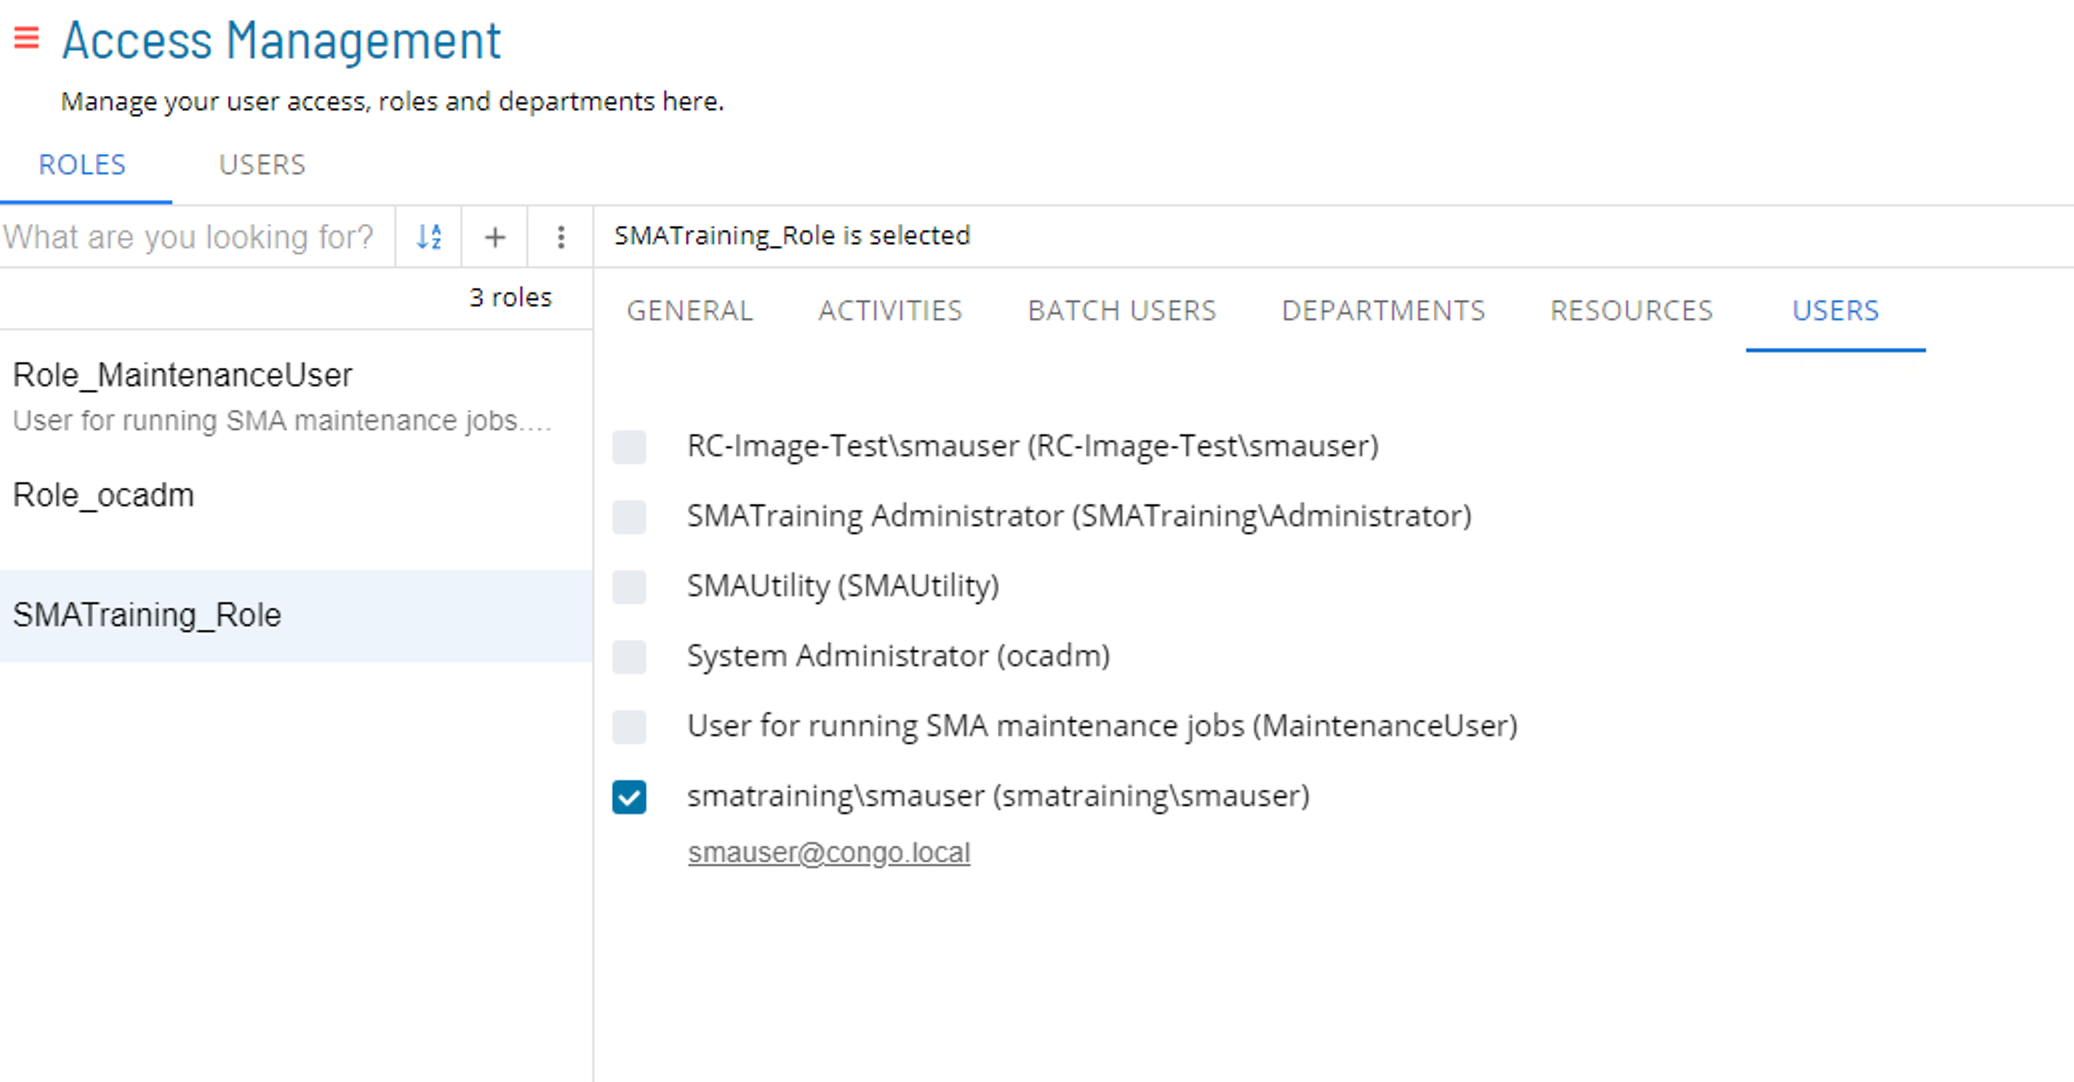 Access Management
Manage your user access, roles and departments here.
ROLES USERS
What are you looking for?
SMATraining_Role is selected
3 roles
GENERAL ACTIVITIES BATCH USERS DEPARTMENTS RESOURCES USERS
Role_MaintenanceUser
User for running SMA maintenance jobs....
Role_ocadm
SMATraining_Role
RC-Image-Test\smauser (RC-Image-Test\smauser)
SMATraining Administrator (SMATraining\Administrator)
SMAUtility (SMAUtility)
System Administrator (ocadm)
User for running SMA maintenance jobs (MaintenanceUser)
smatraining\smauser (smatraining\smauser)
smauser@congo.local